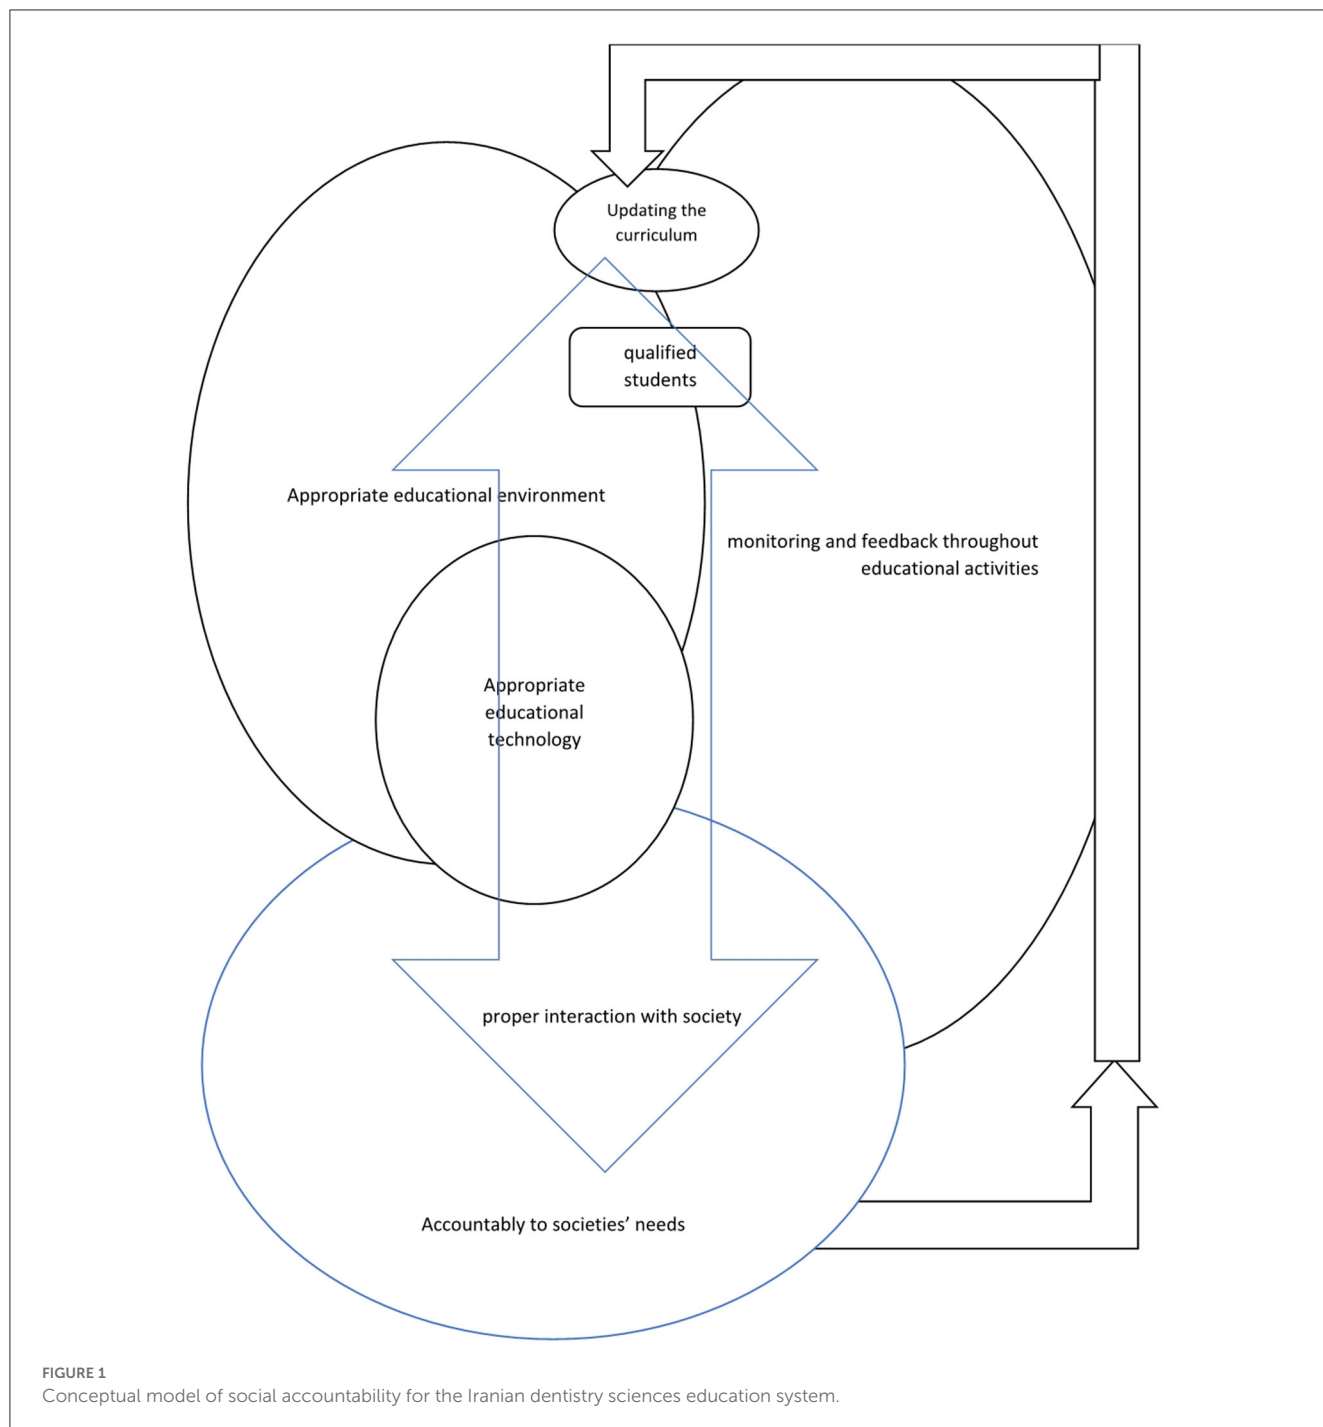 Updating the
curriculum
qualified
students
Appropriate educational environment
monitoring and feedback throughout
educational activities
Appropriate
educational
technology
proper interaction with society
Accountably to societies’ needs
FIGURE 1
Conceptual model of social accountability for the Iranian dentistry sciences education system.